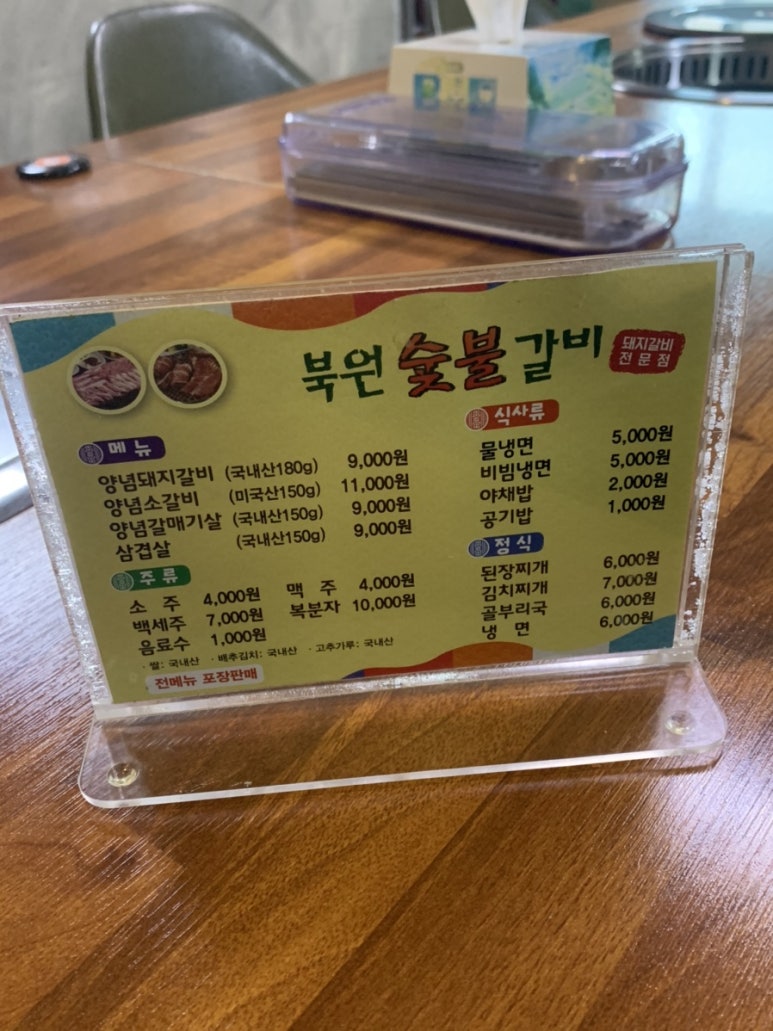 북원 숯불갈비
돼지갈비
전문점
메뉴
양념돼지갈비 (국내산180g) 9,000원
양념소갈비 (미국산150g) 11,000원
양념갈매기살 (국내산150g) 9,000원
삼겹살 (국내산150g) 9,000원
주류
소 주 4,000원 맥 주 4,000원
백세주 7,000원 복분자 10,000원
음료수 1,000원
· 쌀: 국내산 · 배추김치: 국내산 · 고추가루: 국내산
전메뉴 포장판매
식사류
물냉면 5,000원
비빔냉면 5,000원
야채밥 2,000원
공기밥 1,000원
정식
된장찌개 6,000원
김치찌개 7,000원
골부리국 6,000원
냉 면 6,000원